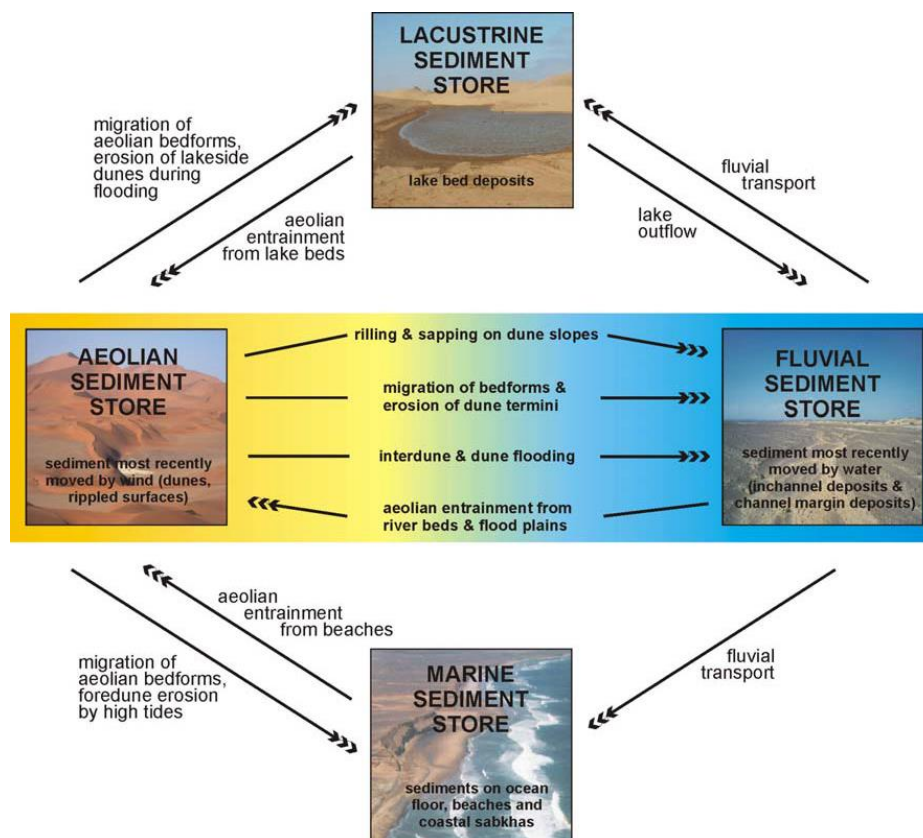 LACUSTRINE
SEDIMENT
STORE
lake bed deposits
migration of
aeolian bedforms,
erosion of lakeside
dunes during
flooding
aeolian
entrainment
from lake beds
fluvial
transport
lake
outflow
AEOLIAN
SEDIMENT
STORE
sediment most recently
moved by wind (dunes,
rippled surfaces)
rilling & sapping on dune slopes
migration of bedforms &
erosion of dune termini
interdune & dune flooding
aeolian entrainment from
river beds & flood plains
FLUVIAL
SEDIMENT
STORE
sediment most recently
moved by water
(inchannel deposits &
channel margin deposits)
aeolian
entrainment
from beaches
migration of
aeolian bedforms,
foredune erosion
by high tides
fluvial
transport
MARINE
SEDIMENT
STORE
sediments on ocean
floor, beaches and
coastal sabkhas